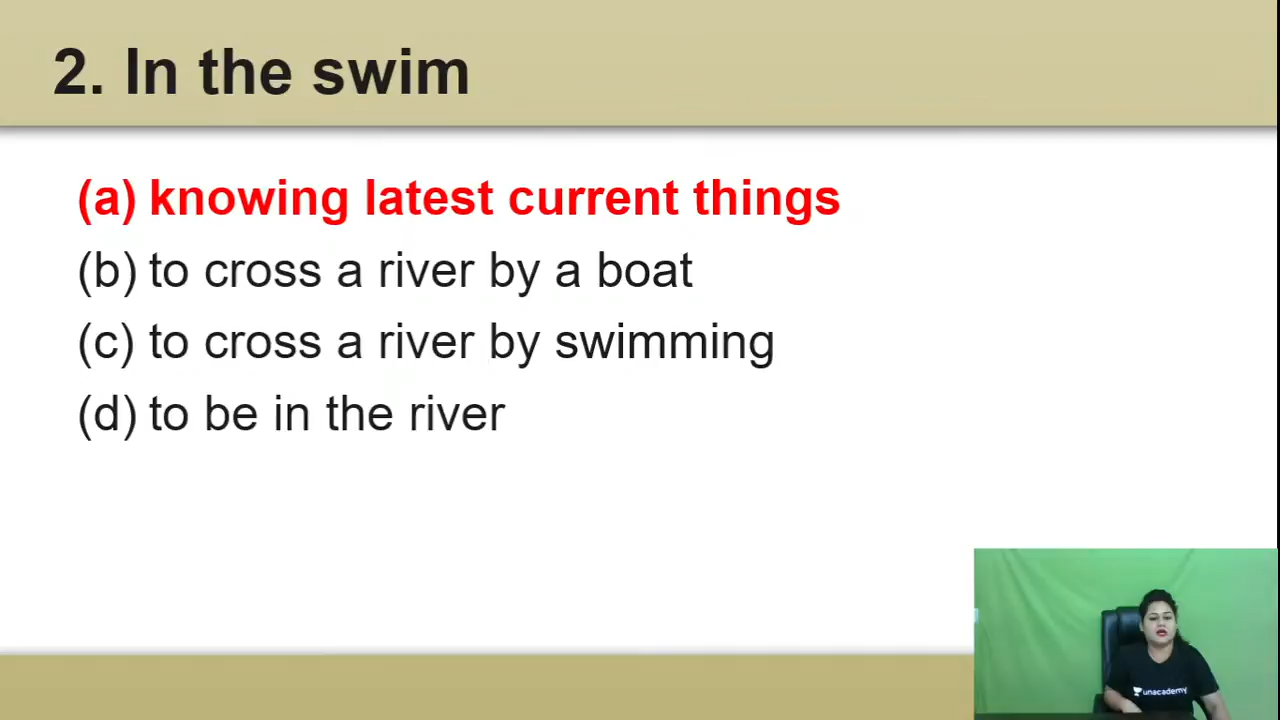 2. In the swim
(a) knowing latest current things
(b) to cross a river by a boat
(c) to cross a river by swimming
(d) to be in the river
unacademy